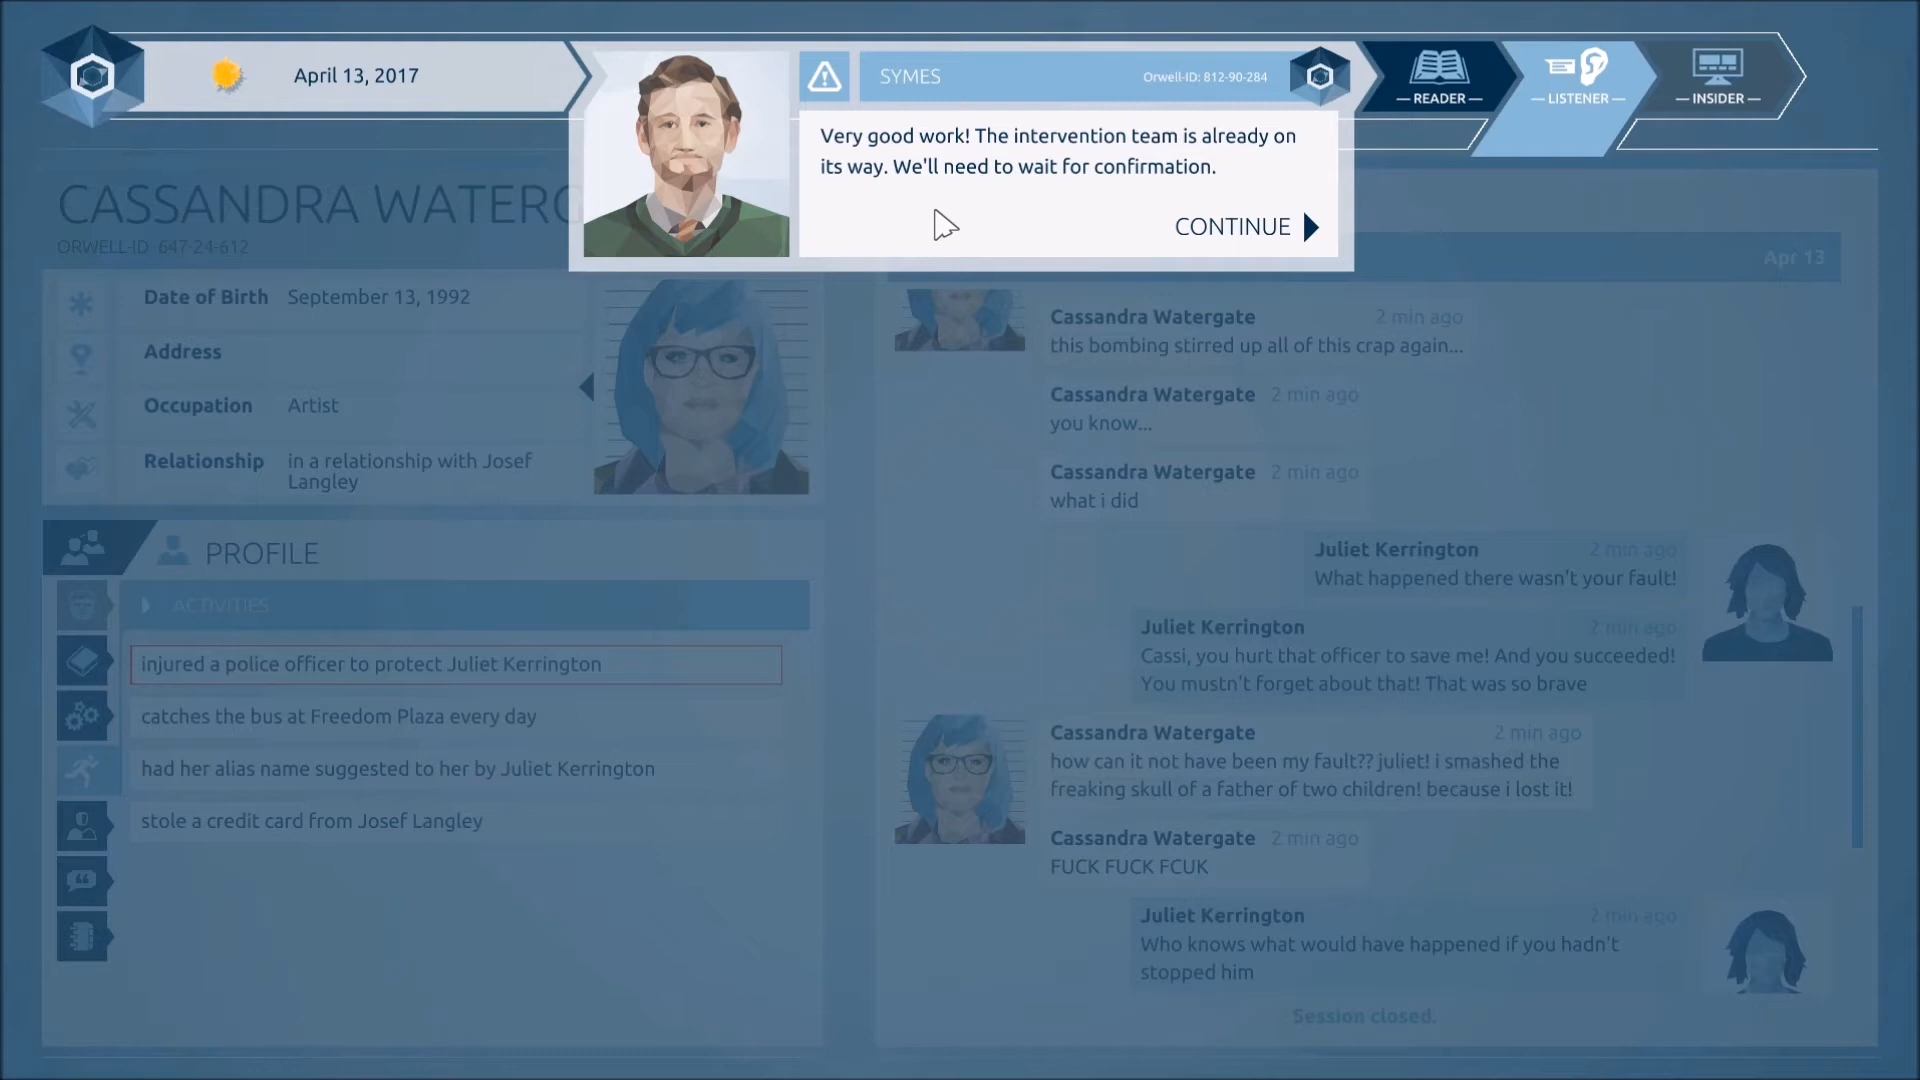 April 13, 2017
SYMES
Orwell-ID: 812-90-284
READER
LISTENER
INSIDER
Very good work! The intervention team is already on
its way. We'll need to wait for confirmation.
CONTINUE
CASSANDRA WATERG
ORWELL-ID 647-24-612
Date of Birth September 13, 1992
Address
Occupation Artist
Relationship in a relationship with Josef
Langley
PROFILE
ACTIVITIES
injured a police officer to protect Juliet Kerrington
catches the bus at Freedom Plaza every day
had her alias name suggested to her by Juliet Kerrington
stole a credit card from Josef Langley
Apr 13
Cassandra Watergate 2 min ago
this bombing stirred up all of this crap again...
Cassandra Watergate 2 min ago
you know...
Cassandra Watergate 2 min ago
what i did
Juliet Kerrington 2 min ago
What happened there wasn't your fault!
Juliet Kerrington 2 min ago
Cassi, you hurt that officer to save me! And you succeeded!
You mustn't forget about that! That was so brave
Cassandra Watergate 2 min ago
how can it not have been my fault?? juliet! i smashed the
freaking skull of a father of two children! because i lost it!
Cassandra Watergate 2 min ago
FUCK FUCK FCUK
Juliet Kerrington 2 min ago
Who knows what would have happened if you hadn't
stopped him
Session closed.